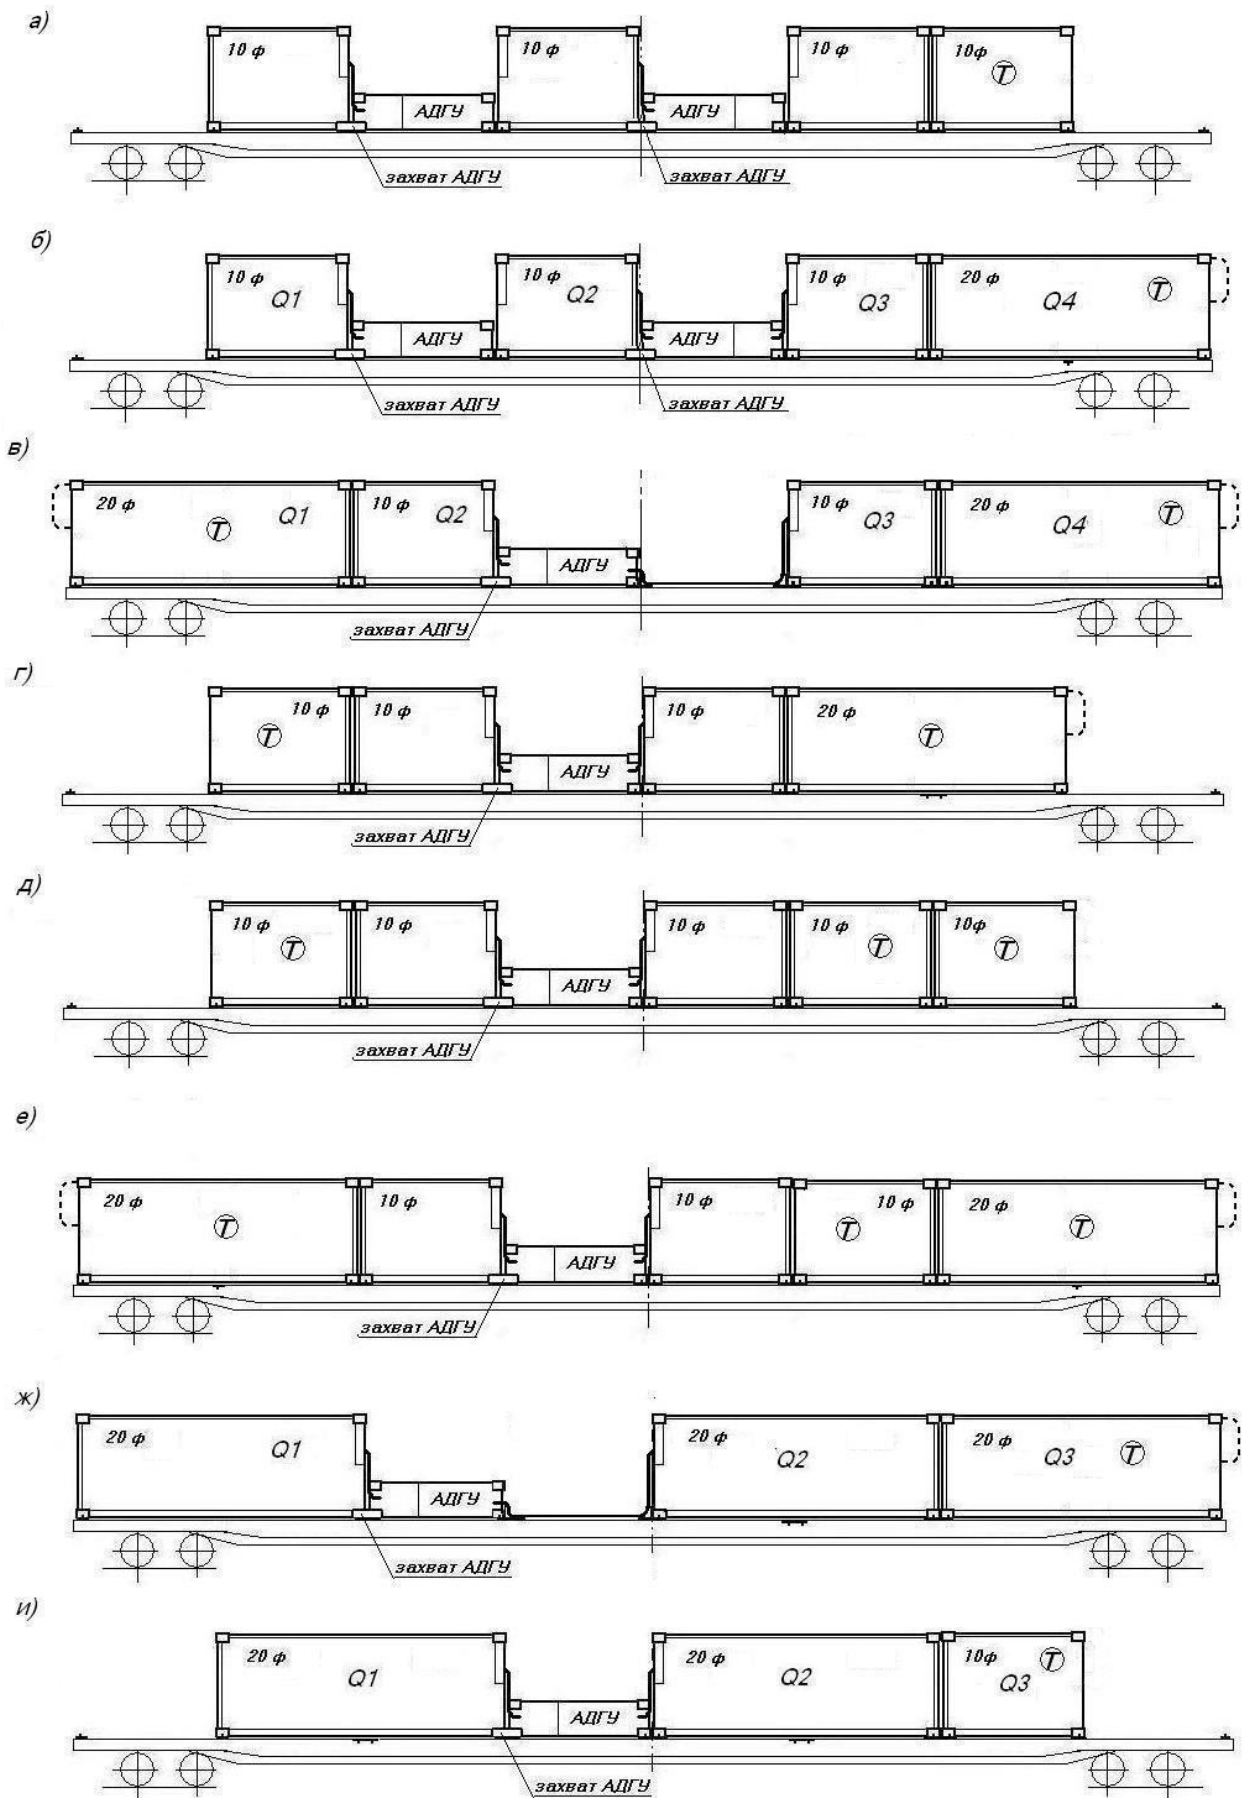 а)
10 ф 10 ф 10 ф 10ф Т
АДГУ АДГУ
захват АДГУ захват АДГУ
б)
10 ф Q1 10 ф Q2 10 ф Q3 20 ф Q4 Т
АДГУ АДГУ
захват АДГУ захват АДГУ
в)
20 ф Т Q1 10 ф Q2 10 ф Q3 20 ф Q4 Т
АДГУ
захват АДГУ
г)
Т 10 ф 10 ф 10 ф 20 ф Т
АДГУ
захват АДГУ
д)
10 ф Т 10 ф 10 ф 10 ф Т 10ф Т
АДГУ
захват АДГУ
е)
20 ф Т 10 ф 10 ф Т 10 ф 20 ф Т
АДГУ
захват АДГУ
ж)
20 ф Q1 20 ф Q2 20 ф Q3 Т
АДГУ
захват АДГУ
и)
20 ф Q1 20 ф Q2 10ф Q3 Т
АДГУ
захват АДГУ